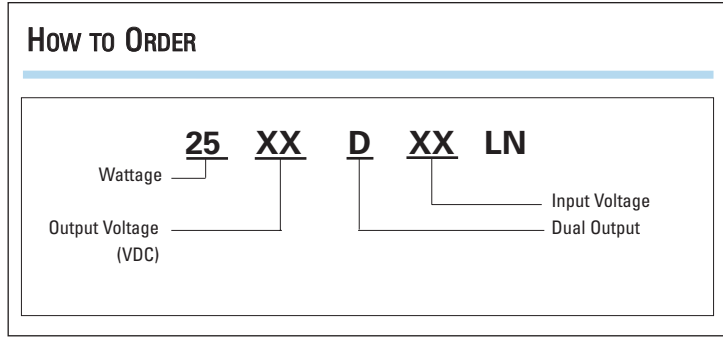 HOW TO ORDER
25 XX D XX LN
Wattage
Input Voltage
Output Voltage
Dual Output
(VDC)